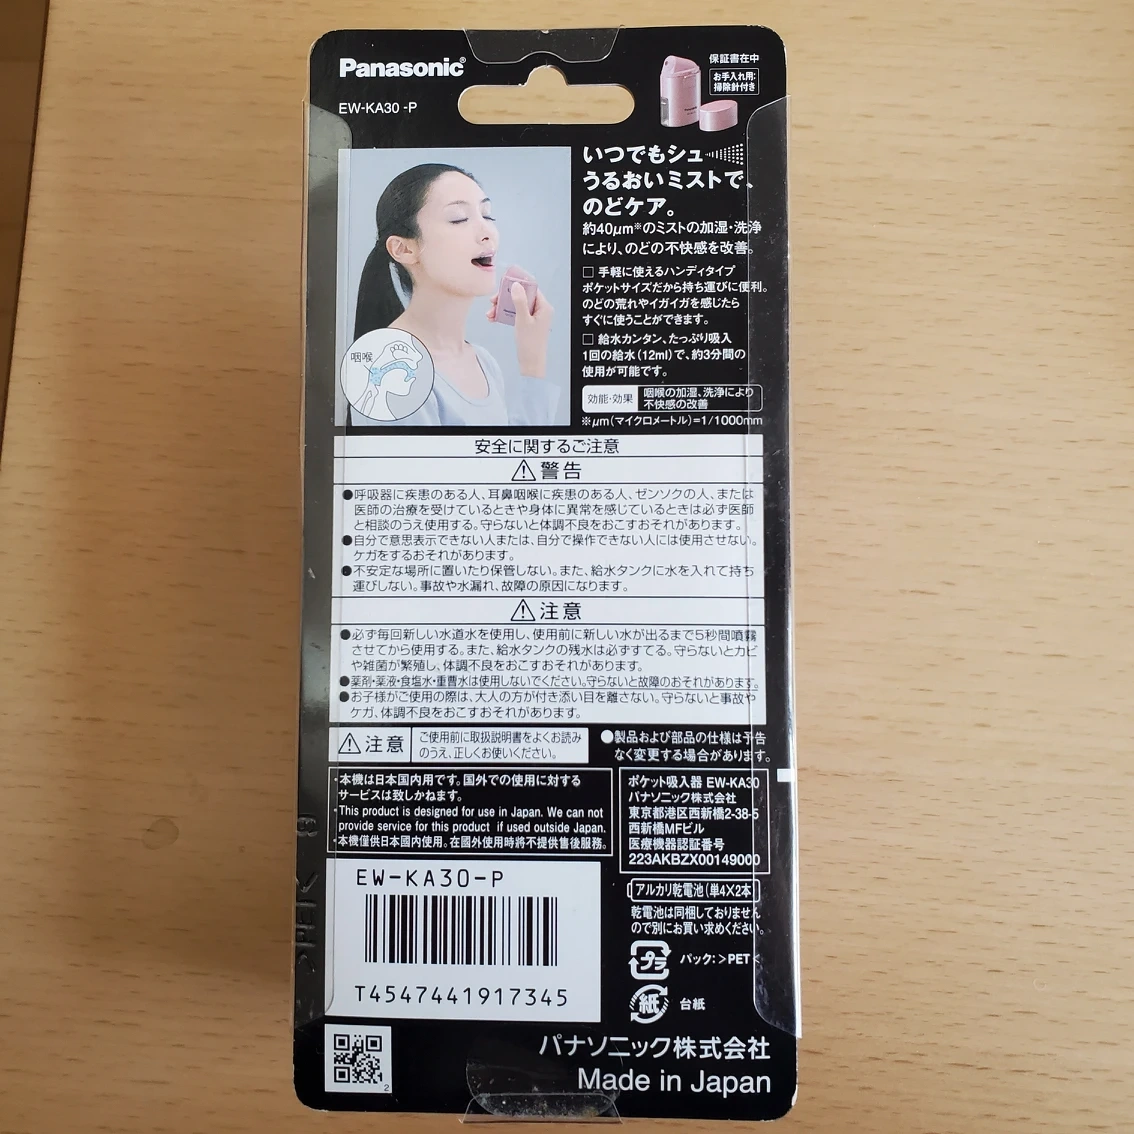 Panasonic®
EW-KA30 -P
保証書在中
お手入れ用:
掃除針付き
いつでもシュ
うるおいミストで、
のどケア。
約40μm※のミストの加湿・洗浄
により、のどの不快感を改善。
□ 手軽に使えるハンディタイプ
ポケットサイズだから持ち運びに便利。
のどの荒れやイガイガを感じたら
すぐに使うことができます。
□ 給水カンタン、たっぷり吸入
1回の給水(12ml)で、約3分間の
使用が可能です。
咽喉
効能・効果
咽喉の加湿、洗浄により
不快感の改善
※μm(マイクロメートル)=1/1000mm
安全に関するご注意
⚠警告
●呼吸器に疾患のある人、耳鼻咽喉に疾患のある人、ゼンソクの人、または
医師の治療を受けているときや身体に異常を感じているときは必ず医師
と相談のうえ使用する。守らないと体調不良をおこすおそれがあります。
●自分で意思表示できない人または、自分で操作できない人には使用させない。
ケガをするおそれがあります。
●不安定な場所に置いたり保管しない。また、給水タンクに水を入れて持ち
運びしない。事故や水漏れ、故障の原因になります。
⚠注意
●必ず毎回新しい水道水を使用し、使用前に新しい水が出るまで5秒間噴霧
させてから使用する。また、給水タンクの残水は必ずすてる。守らないとカビ
や雑菌が繁殖し、体調不良をおこすおそれがあります。
●薬剤・薬液・食塩水・重曹水は使用しないでください。守らないと故障のおそれがあります。
●お子様がご使用の際は、大人の方が付き添い目を離さない。守らないと事故や
ケガ、体調不良をおこすおそれがあります。
⚠注意
ご使用前に取扱説明書をよくお読み
のうえ、正しくお使いください。
●製品および部品の仕様は予告
なく変更する場合があります。
・本機は日本国内用です。国外での使用に対する
サービスは致しかねます。
・This product is designed for use in Japan. We can not
provide service for this product if used outside Japan.
・本機僅供日本國內使用。在國外使用時將不提供售後服務。
ポケット吸入器 EW-KA30
パナソニック株式会社
東京都港区西新橋2-38-5
西新橋MFビル
医療機器認証番号
223AKBZX00149000
EW-KA30-P
T4547441917345
アルカリ乾電池(単4×2本)
乾電池は同梱しておりません
ので別にお買い求めください。
プラ
パック:>PET<
紙
台紙
2
パナソニック株式会社
Made in Japan